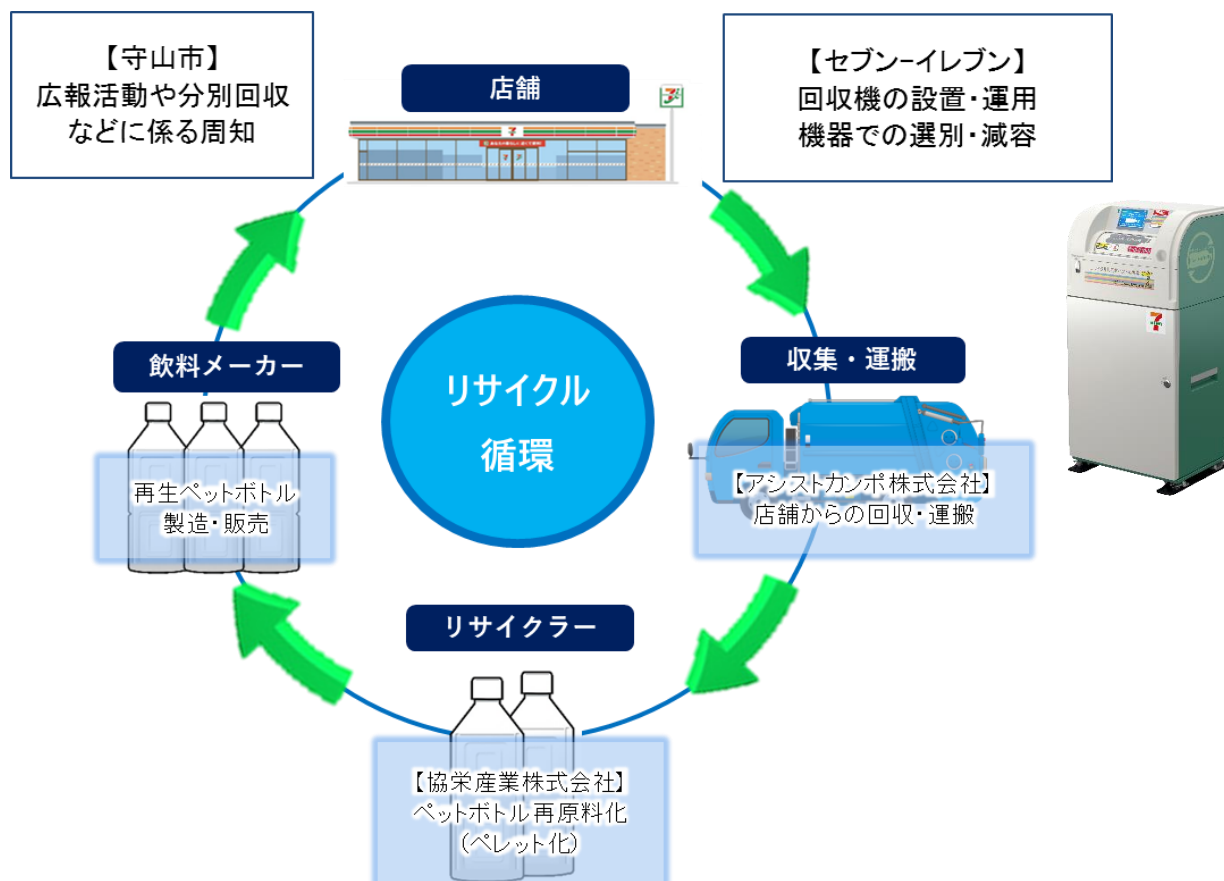 【守山市】
広報活動や分別回収
などに係る周知
店舗
【セブン-イレブン】
回収機の設置・運用
機器での選別・減容
飲料メーカー
再生ペットボトル
製造・販売
リサイクル
循環
収集・運搬
【アシストカンポ株式会社】
店舗からの回収・運搬
リサイクラー
【協栄産業株式会社】
ペットボトル再原料化
(ペレット化)